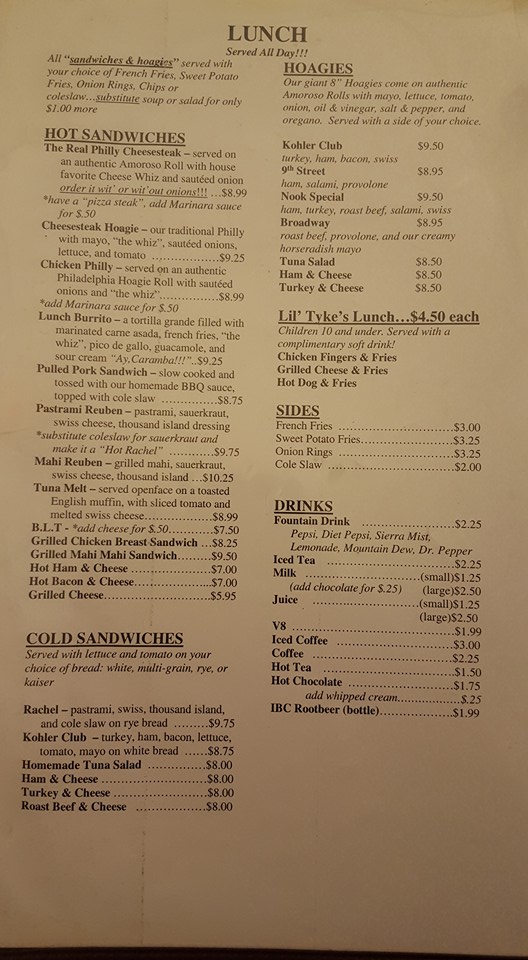 LUNCH
Served All Day!!!
All "sandwiches & hoagies" served with
your choice of French Fries, Sweet Potato
Fries, Onion Rings, Chips or
coleslaw...substitute soup or salad for only
$1.00 more
HOT SANDWICHES
The Real Philly Cheesesteak – served on
an authentic Amoroso Roll with house
favorite Cheese Whiz and sautéed onion
order it wit' or wit'out onions!!! ...$8.99
*have a "pizza steak", add Marinara sauce
for $.50
Cheesesteak Hoagie – our traditional Philly
with mayo, "the whiz", sautéed onions,
lettuce, and tomato ..................$9.25
Chicken Philly – served on an authentic
Philadelphia Hoagie Roll with sautéed
onions and "the whiz"...............$8.99
*add Marinara sauce for $.50
Lunch Burrito – a tortilla grande filled with
marinated carne asada, french fries, "the
whiz", pico de gallo, guacamole, and
sour cream "Ay,Caramba!!!"..$9.25
Pulled Pork Sandwich – slow cooked and
tossed with our homemade BBQ sauce,
topped with cole slaw ...............$8.75
Pastrami Reuben – pastrami, sauerkraut,
swiss cheese, thousand island dressing
*substitute coleslaw for sauerkraut and
make it a "Hot Rachel" .............$9.75
Mahi Reuben – grilled mahi, sauerkraut,
swiss cheese, thousand island ...$10.25
Tuna Melt – served openface on a toasted
English muffin, with sliced tomato and
melted swiss cheese..................$8.99
B.L.T - *add cheese for $.50...........$7.50
Grilled Chicken Breast Sandwich ...$8.25
Grilled Mahi Mahi Sandwich.........$9.50
Hot Ham & Cheese ......................$7.00
Hot Bacon & Cheese.....................$7.00
Grilled Cheese............................$5.95
COLD SANDWICHES
Served with lettuce and tomato on your
choice of bread: white, multi-grain, rye, or
kaiser
Rachel – pastrami, swiss, thousand island,
and cole slaw on rye bread .........$9.75
Kohler Club – turkey, ham, bacon, lettuce,
tomato, mayo on white bread ......$8.75
Homemade Tuna Salad ...............$8.00
Ham & Cheese ...........................$8.00
Turkey & Cheese ........................$8.00
Roast Beef & Cheese ..................$8.00
HOAGIES
Our giant 8" Hoagies come on authentic
Amoroso Rolls with mayo, lettuce, tomato,
onion, oil & vinegar, salt & pepper, and
oregano. Served with a side of your choice.
Kohler Club $9.50
turkey, ham, bacon, swiss
9th Street $8.95
ham, salami, provolone
Nook Special $9.50
ham, turkey, roast beef, salami, swiss
Broadway $8.95
roast beef, provolone, and our creamy
horseradish mayo
Tuna Salad $8.50
Ham & Cheese $8.50
Turkey & Cheese $8.50
Lil' Tyke's Lunch...$4.50 each
Children 10 and under. Served with a
complimentary soft drink!
Chicken Fingers & Fries
Grilled Cheese & Fries
Hot Dog & Fries
SIDES
French Fries ..............................$3.00
Sweet Potato Fries.......................$3.25
Onion Rings ..............................$3.25
Cole Slaw .................................$2.00
DRINKS
Fountain Drink .......................$2.25
Pepsi, Diet Pepsi, Sierra Mist,
Lemonade, Mountain Dew, Dr. Pepper
Iced Tea ...................................$2.25
Milk .............................(small)$1.25
(add chocolate for $.25) (large)$2.50
Juice ............................(small)$1.25
(large)$2.50
V8 ..........................................$1.99
Iced Coffee ...............................$3.00
Coffee .....................................$2.25
Hot Tea ...................................$1.50
Hot Chocolate ..........................$1.75
add whipped cream..................$.25
IBC Rootbeer (bottle)..................$1.99